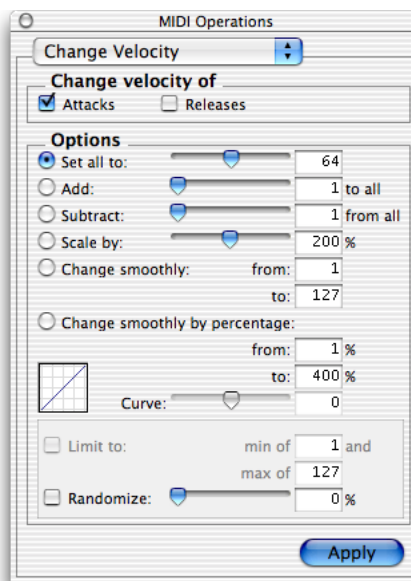 MIDI Operations
Change Velocity
Change velocity of
Attacks Releases
Options
Set all to: 64
Add: 1 to all
Subtract: 1 from all
Scale by: 200 %
Change smoothly: from: 1
to: 127
Change smoothly by percentage:
from: 1 %
to: 400 %
Curve: 0
Limit to: min of 1 and
max of 127
Randomize: 0 %
Apply